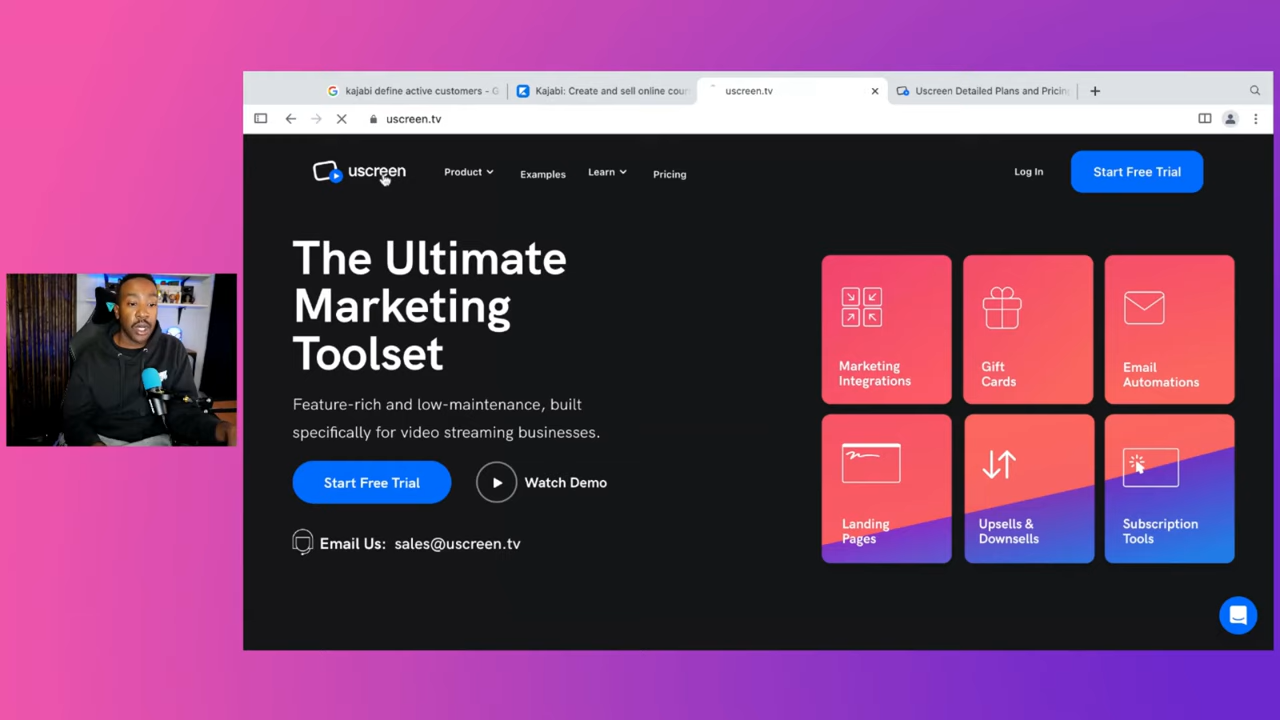 kajabi define active customers - G
Kajabi: Create and sell online cour
uscreen.tv
Uscreen Detailed Plans and Pricing
uscreen.tv
uscreen
Product
Examples
Learn
Pricing
Log In
Start Free Trial
The Ultimate
Marketing
Toolset
Feature-rich and low-maintenance, built
specifically for video streaming businesses.
Start Free Trial
Watch Demo
Email Us: sales@uscreen.tv
Marketing
Integrations
Gift
Cards
Email
Automations
Landing
Pages
Upsells &
Downsells
Subscription
Tools